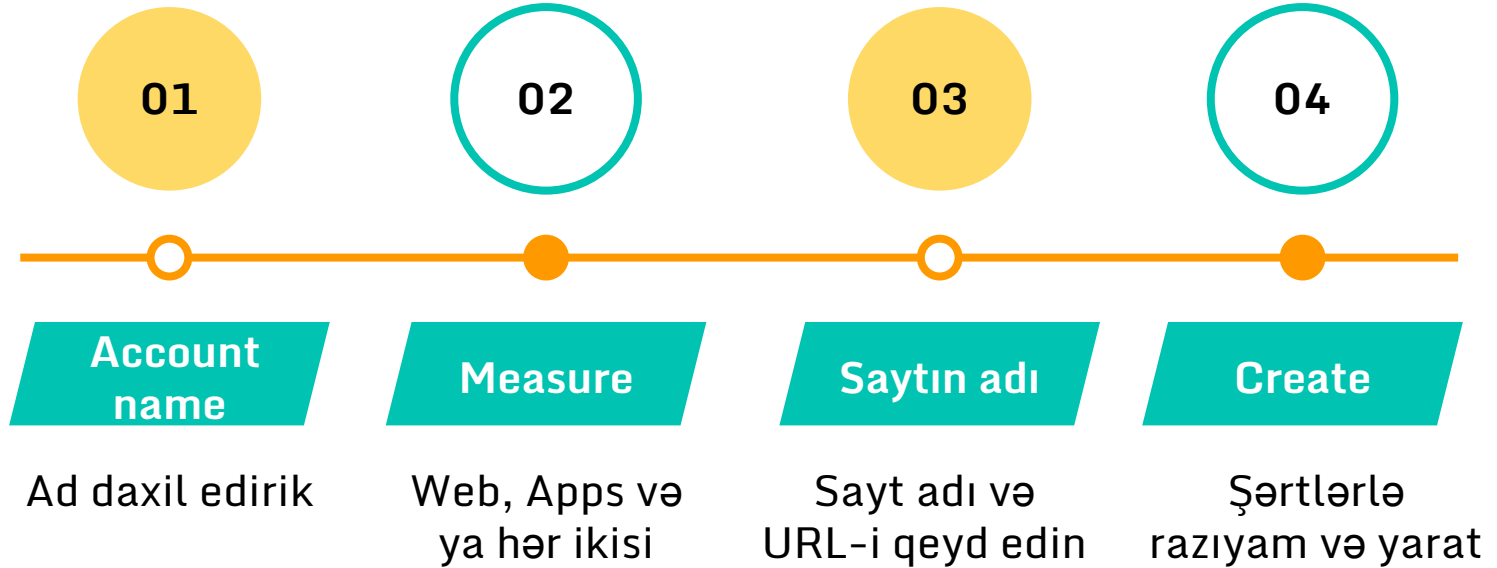 01
02
03
04
Account
name
Measure
Saytın adı
Create
Ad daxil edirik
Web, Apps və
ya hər ikisi
Sayt adı və
URL-i qeyd edin
Şərtlərlə
razıyam və yarat